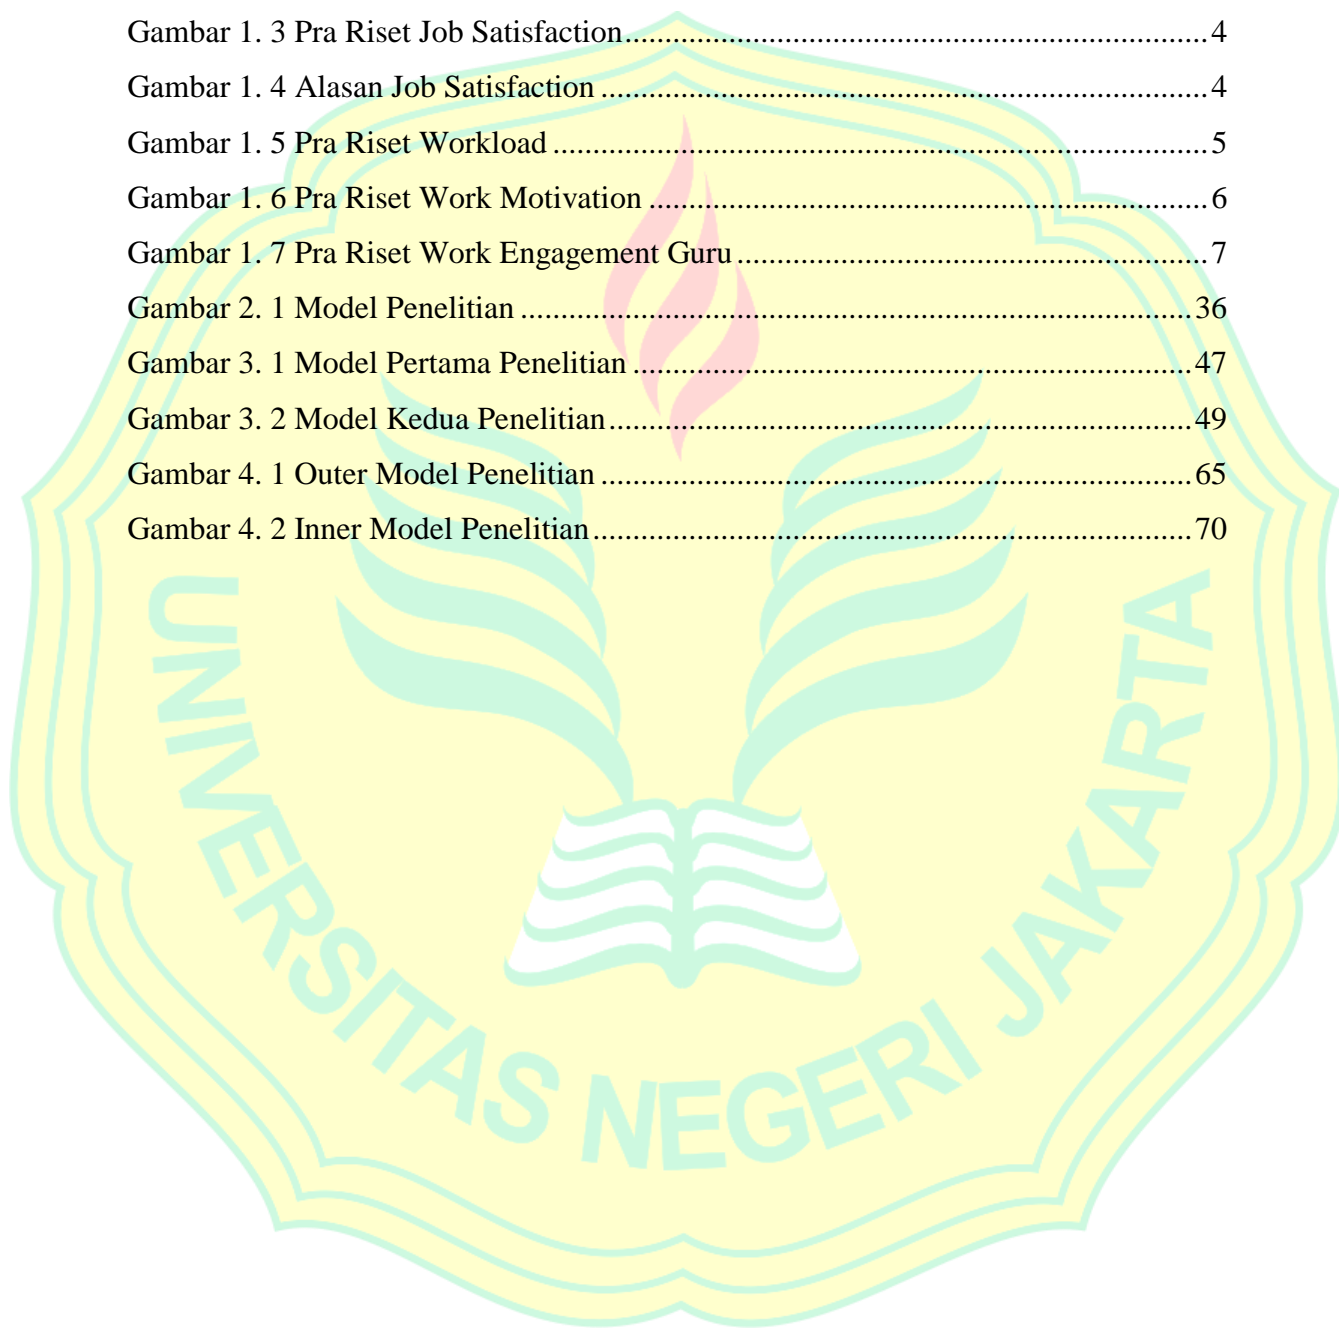 Gambar 1. 3 Pra Riset Job Satisfaction........................................................................4
Gambar 1. 4 Alasan Job Satisfaction...........................................................................4
Gambar 1. 5 Pra Riset Workload.................................................................................5
Gambar 1. 6 Pra Riset Work Motivation.....................................................................6
Gambar 1. 7 Pra Riset Work Engagement Guru..........................................................7
Gambar 2. 1 Model Penelitian...................................................................................36
Gambar 3. 1 Model Pertama Penelitian.....................................................................47
Gambar 3. 2 Model Kedua Penelitian........................................................................49
Gambar 4. 1 Outer Model Penelitian.........................................................................65
Gambar 4. 2 Inner Model Penelitian..........................................................................70
UNIVERSITAS NEGERI JAKARTA